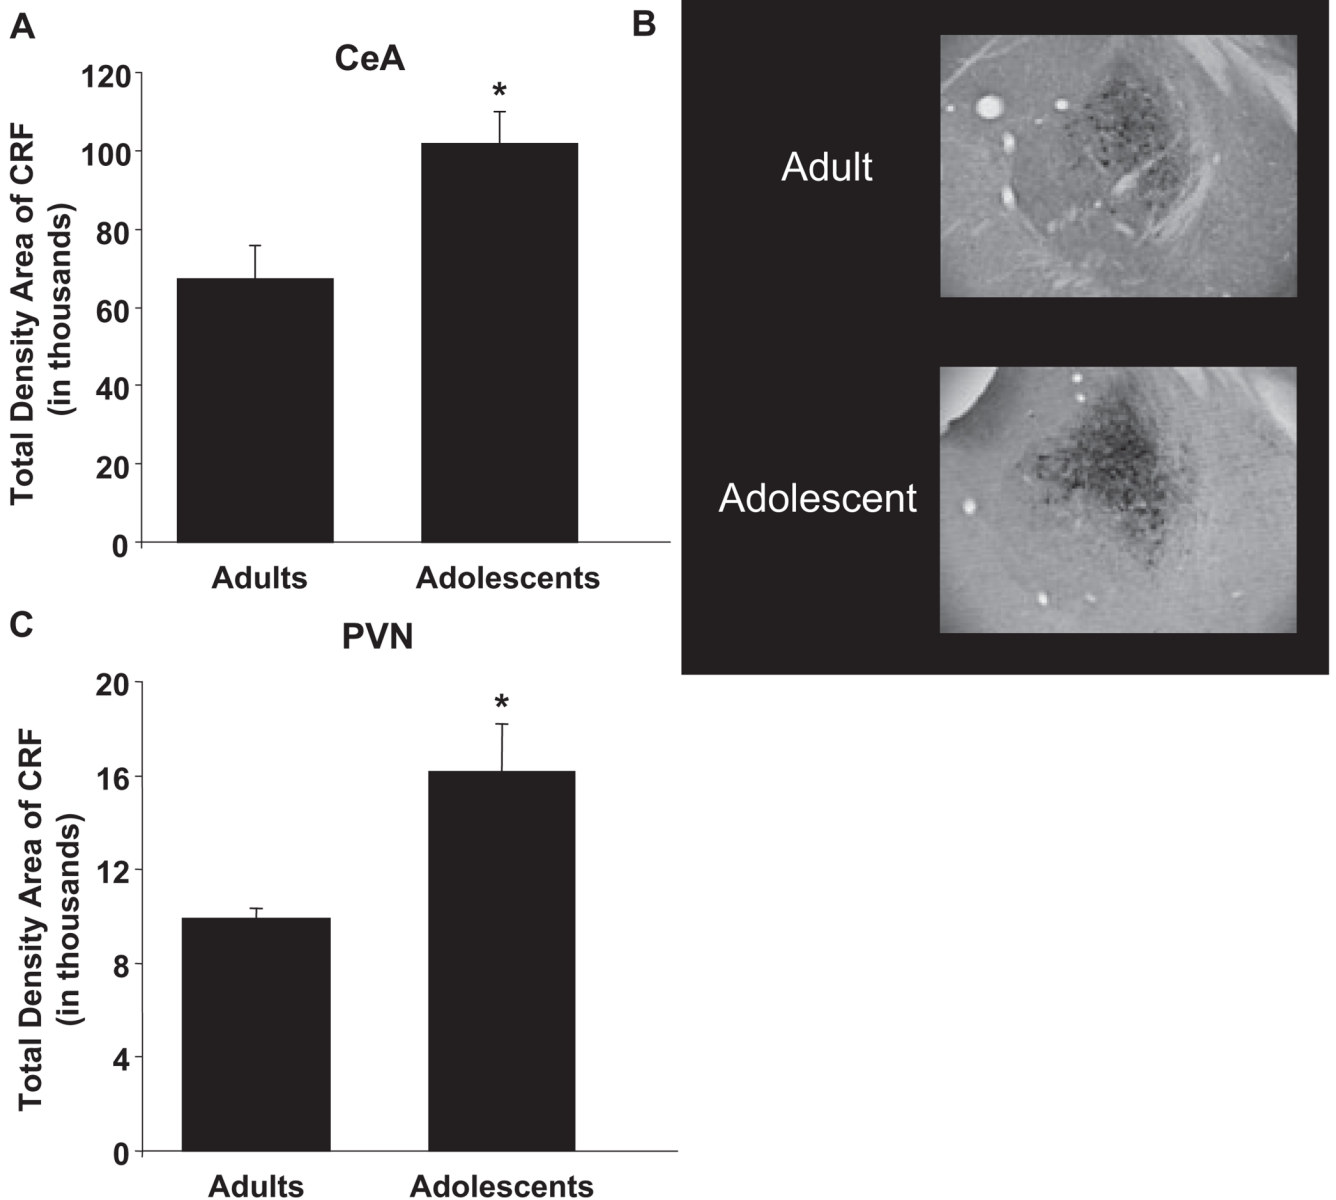 A
CeA
Total Density Area of CRF
(in thousands)
120
100
80
60
40
20
0
*
Adults
Adolescents
B
Adult
Adolescent
C
PVN
Total Density Area of CRF
(in thousands)
20
16
12
8
4
0
*
Adults
Adolescents